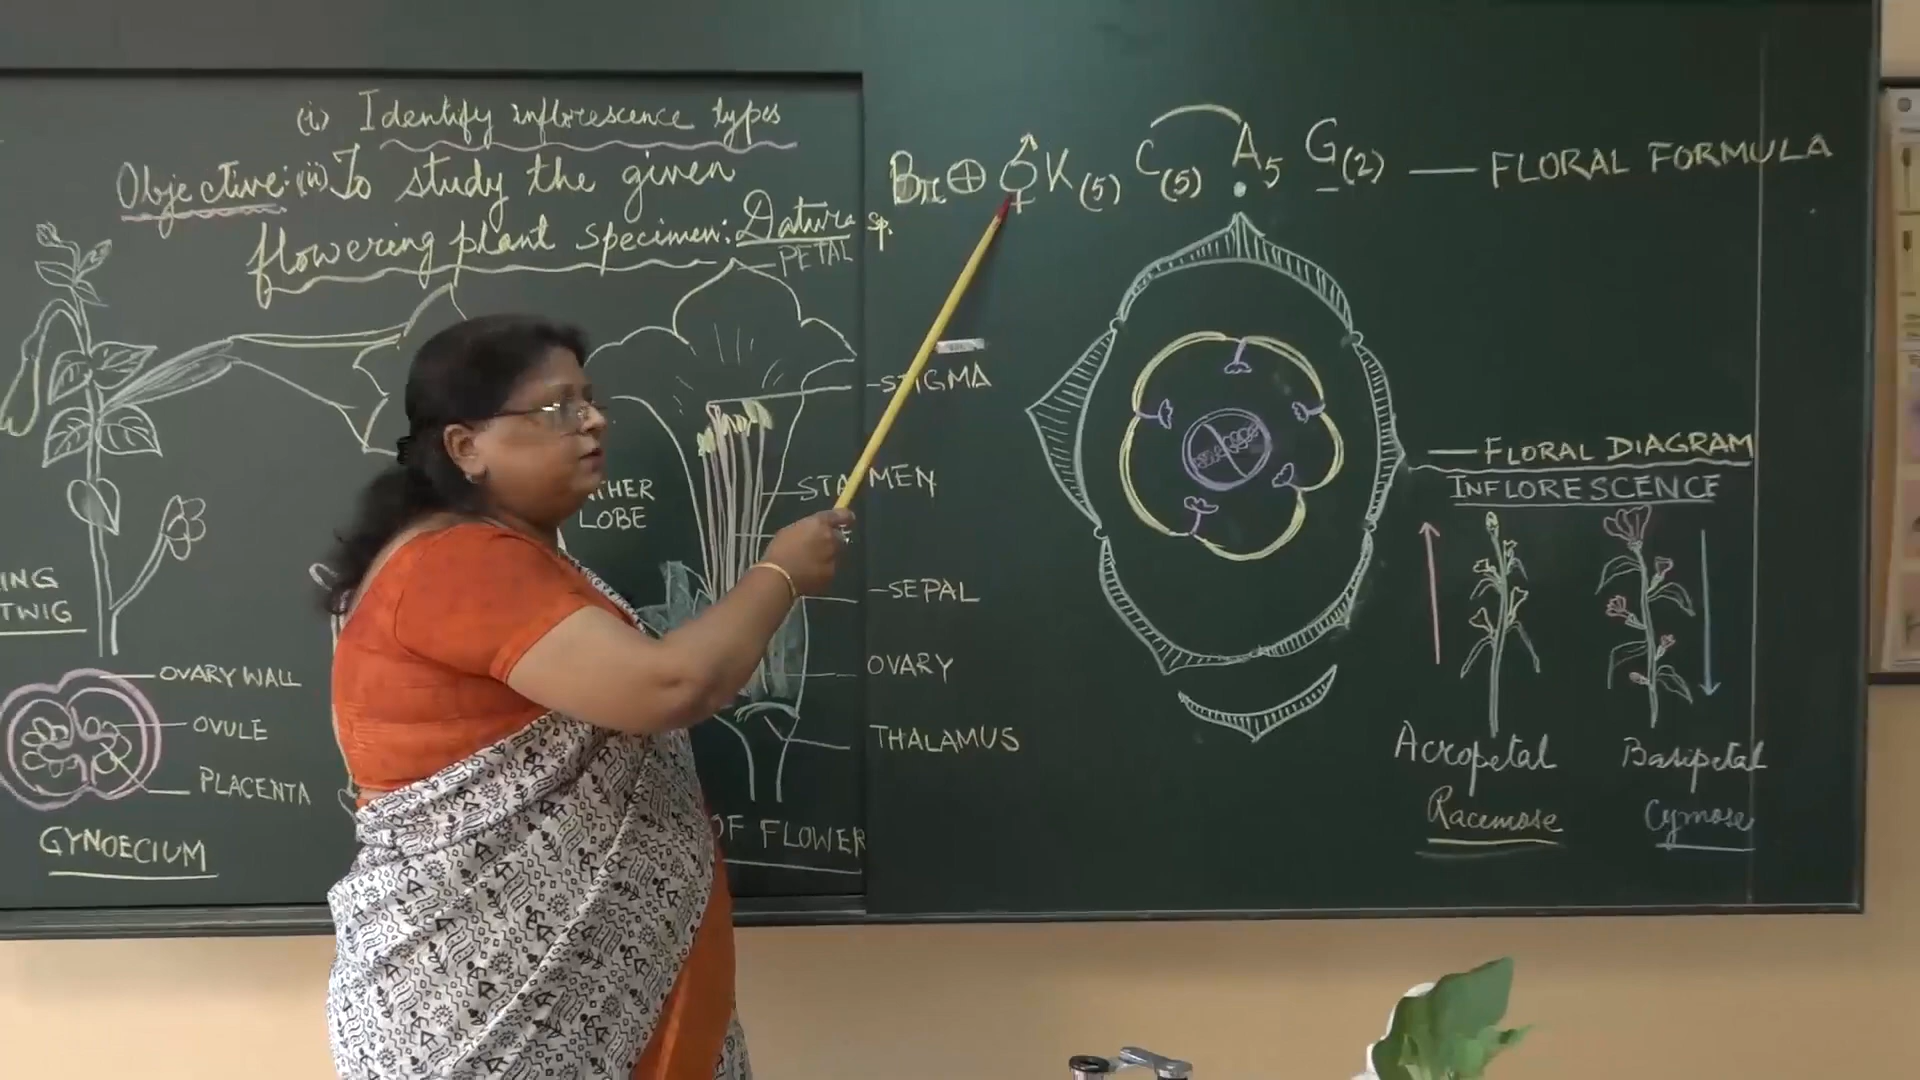 (i) Identify inflorescence types
Objective: (ii) To study the given
flowering plant specimen: Datura sp.
PETAL
STIGMA
LOBE
STAMEN
SEPAL
OVARY
THALAMUS
OF FLOWER
ING
TWIG
OVARY WALL
OVULE
PLACENTA
GYNOECIUM
⊕ ⚥ K(5) C(5) A5 G(2) — FLORAL FORMULA
— FLORAL DIAGRAM
INFLORESCENCE
Acropetal
Racemose
Basipetal
Cymose